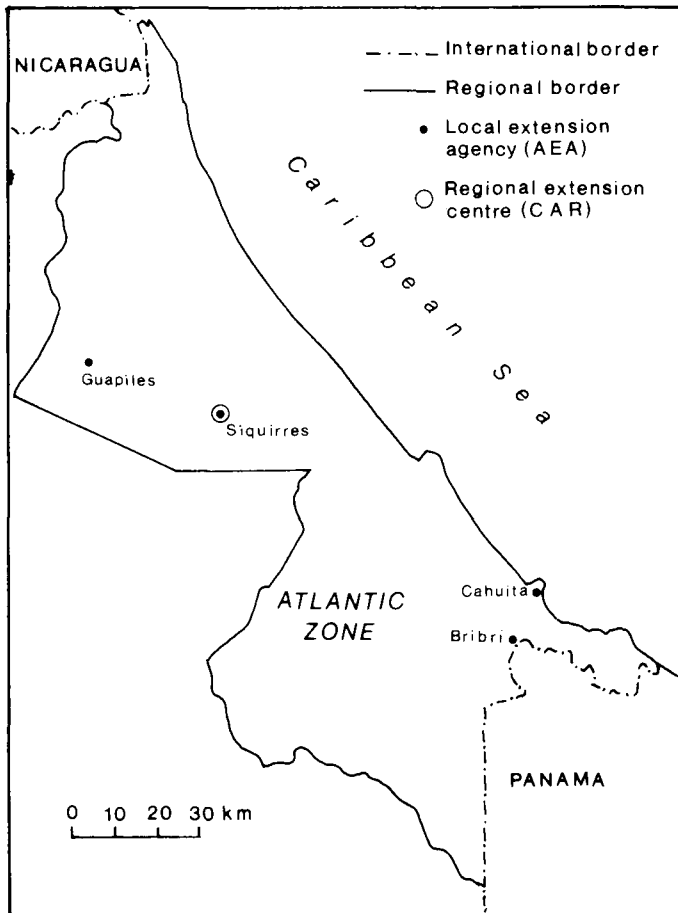 NICARAGUA
International border
Regional border
Local extension
agency (AEA)
Regional extension
centre (CAR)
Caribbean Sea
Guapiles
Siquirres
Cahuita
ATLANTIC
ZONE
Bribri
PANAMA
0 10 20 30 km